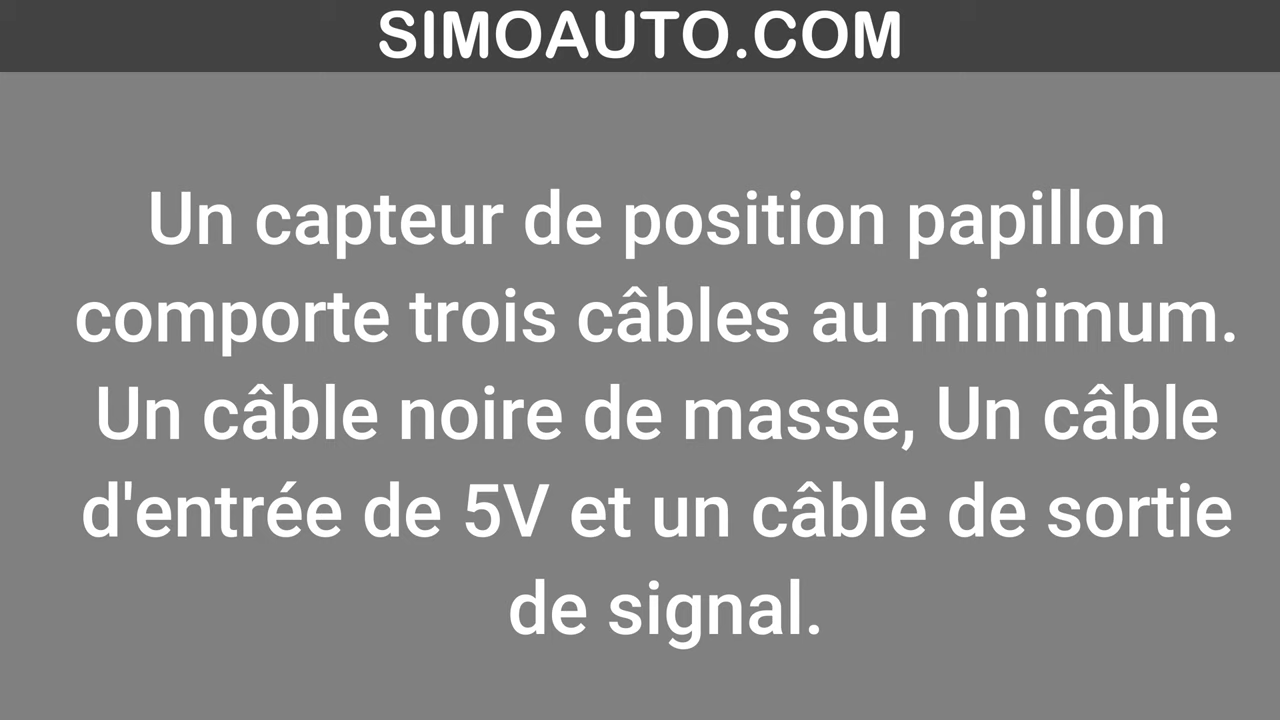 SIMOAUTO.COM
Un capteur de position papillon
comporte trois câbles au minimum.
Un câble noire de masse, Un câble
d'entrée de 5V et un câble de sortie
de signal.